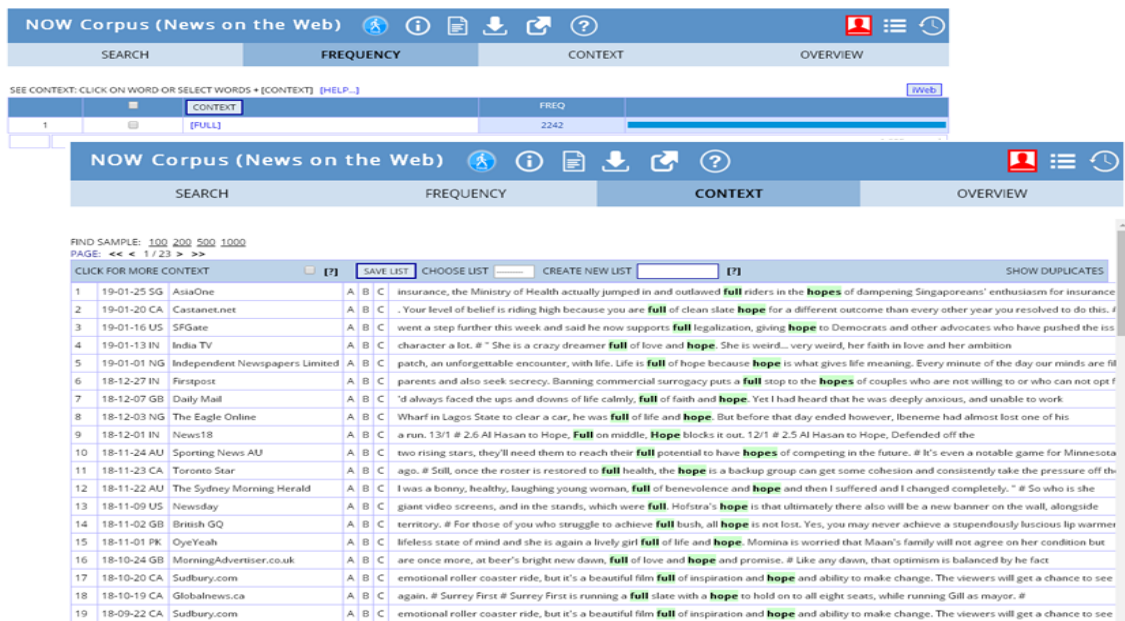 NOW Corpus (News on the Web)
SEARCH FREQUENCY CONTEXT OVERVIEW
SEE CONTEXT: CLICK ON WORD OR SELECT WORDS + [CONTEXT] [HELP...] iWeb
CONTEXT FREQ
1 [FULL] 2242
NOW Corpus (News on the Web)
SEARCH FREQUENCY CONTEXT OVERVIEW
FIND SAMPLE: 100 200 500 1000
PAGE: << < 1 / 23 > >>
CLICK FOR MORE CONTEXT [?] SAVE LIST CHOOSE LIST CREATE NEW LIST [?] SHOW DUPLICATES
1 19-01-25 SG AsiaOne A B C insurance, the Ministry of Health actually jumped in and outlawed full riders in the hopes of dampening Singaporeans' enthusiasm for insurance
2 19-01-20 CA Castanet.net A B C . Your level of belief is riding high because you are full of clean slate hope for a different outcome than every other year you resolved to do this. #
3 19-01-16 US SFGate A B C went a step further this week and said he now supports full legalization, giving hope to Democrats and other advocates who have pushed the iss
4 19-01-13 IN India TV A B C character a lot. # " She is a crazy dreamer full of love and hope. She is weird... very weird, her faith in love and her ambition
5 19-01-01 NG Independent Newspapers Limited A B C patch, an unforgettable encounter, with life. Life is full of hope because hope is what gives life meaning. Every minute of the day our minds are fil
6 18-12-27 IN Firstpost A B C parents and also seek secrecy. Banning commercial surrogacy puts a full stop to the hopes of couples who are not willing to or who can not opt f
7 18-12-07 GB Daily Mail A B C 'd always faced the ups and downs of life calmly, full of faith and hope. Yet I had heard that he was deeply anxious, and unable to work
8 18-12-03 NG The Eagle Online A B C Wharf in Lagos State to clear a car, he was full of life and hope. But before that day ended however, Ibeneme had almost lost one of his
9 18-12-01 IN News18 A B C a run. 13/1 # 2.6 Al Hasan to Hope, Full on middle, Hope blocks it out. 12/1 # 2.5 Al Hasan to Hope, Defended off the
10 18-11-24 AU Sporting News AU A B C two rising stars, they'll need them to reach their full potential to have hopes of competing in the future. # It's even a notable game for Minnesota
11 18-11-23 CA Toronto Star A B C ago. # Still, once the roster is restored to full health, the hope is a backup group can get some cohesion and consistently take the pressure off the
12 18-11-22 AU The Sydney Morning Herald A B C I was a bonny, healthy, laughing young woman, full of benevolence and hope and then I suffered and I changed completely. " # So who is she
13 18-11-09 US Newsday A B C giant video screens, and in the stands, which were full. Hofstra's hope is that ultimately there also will be a new banner on the wall, alongside
14 18-11-02 GB British GQ A B C territory. # For those of you who struggle to achieve full bush, all hope is not lost. Yes, you may never achieve a stupendously luscious lip warmer
15 18-11-01 PK OyeYeah A B C lifeless state of mind and she is again a lively girl full of life and hope. Momina is worried that Maan's family will not agree on her condition but
16 18-10-24 GB MorningAdvertiser.co.uk A B C are once more, at beer's bright new dawn, full of love and hope and promise. # Like any dawn, that optimism is balanced by he fact
17 18-10-20 CA Sudbury.com A B C emotional roller coaster ride, but it's a beautiful film full of inspiration and hope and ability to make change. The viewers will get a chance to see
18 18-10-19 CA Globalnews.ca A B C again. # Surrey First # Surrey First is running a full slate with a hope to hold on to all eight seats, while running Gill as mayor. #
19 18-09-22 CA Sudbury.com A B C emotional roller coaster ride, but it's a beautiful film full of inspiration and hope and ability to make change. The viewers will get a chance to see